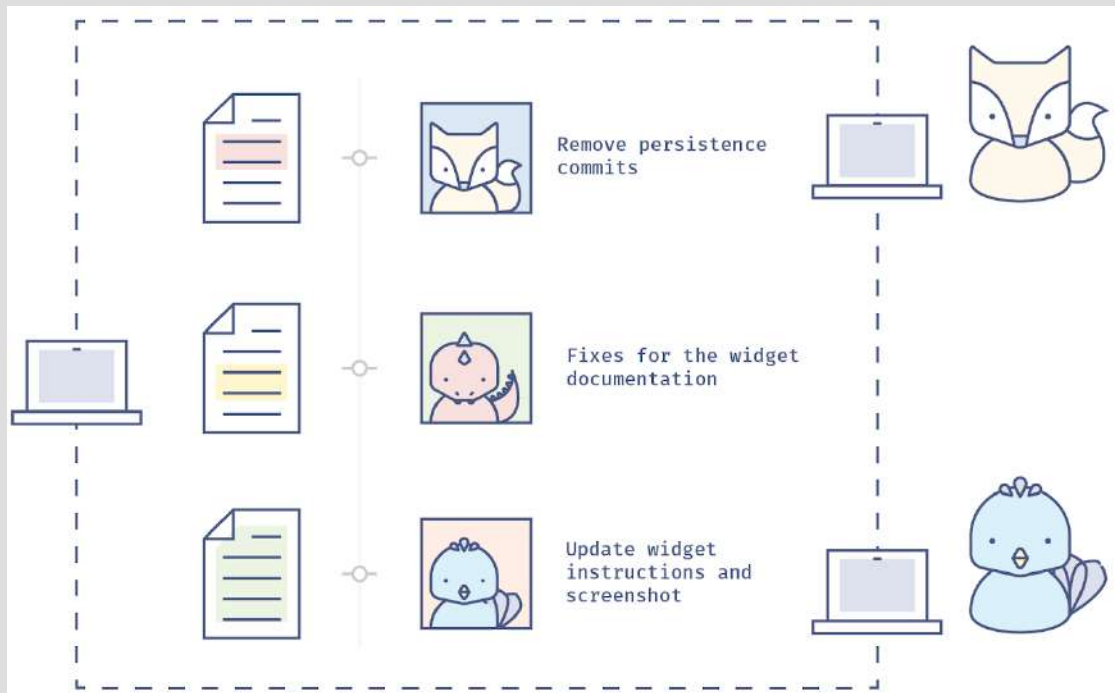 Remove persistence
commits
Fixes for the widget
documentation
Update widget
instructions and
screenshot